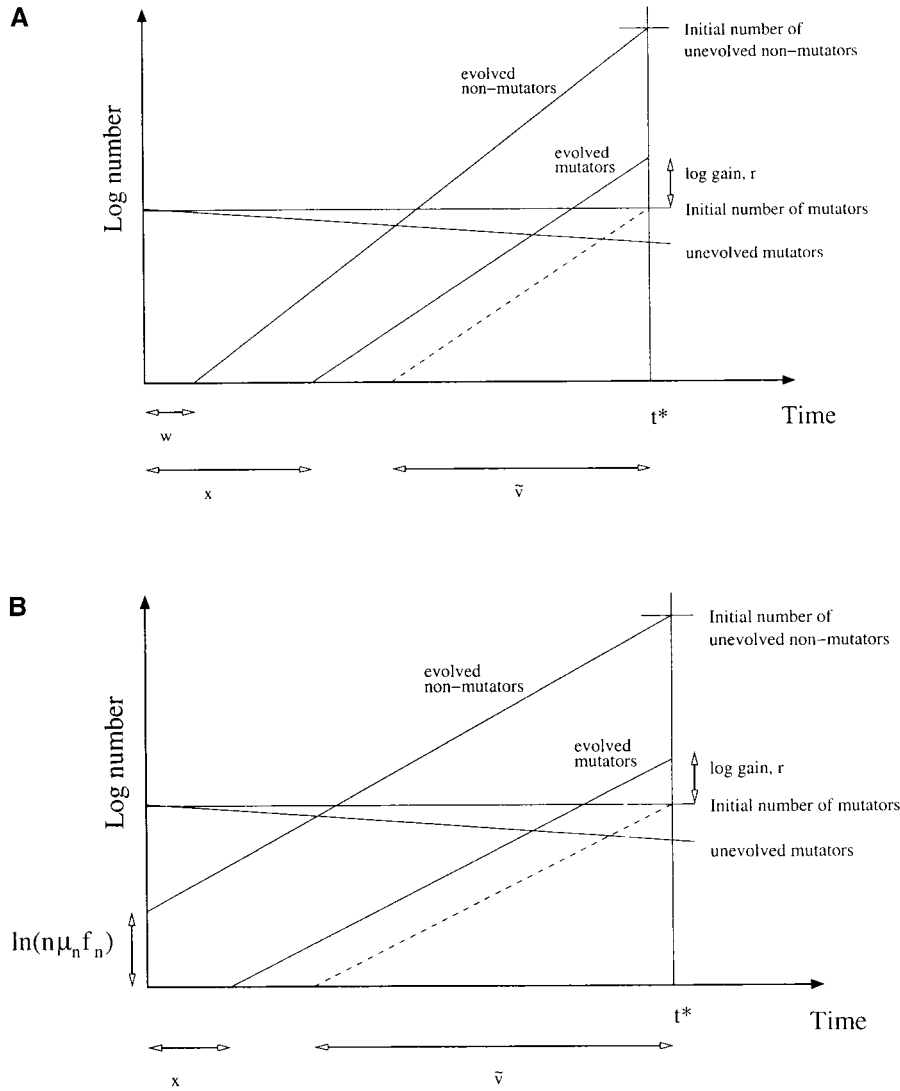 A
Log number
evolved
non-mutators
evolved
mutators
Initial number of
unevolved non-mutators
log gain, r
Initial number of mutators
unevolved mutators
t*
Time
w
x
ṽ
B
Log number
evolved
non-mutators
evolved
mutators
Initial number of
unevolved non-mutators
log gain, r
Initial number of mutators
unevolved mutators
ln(nμₙfₙ)
t*
Time
x
ṽ